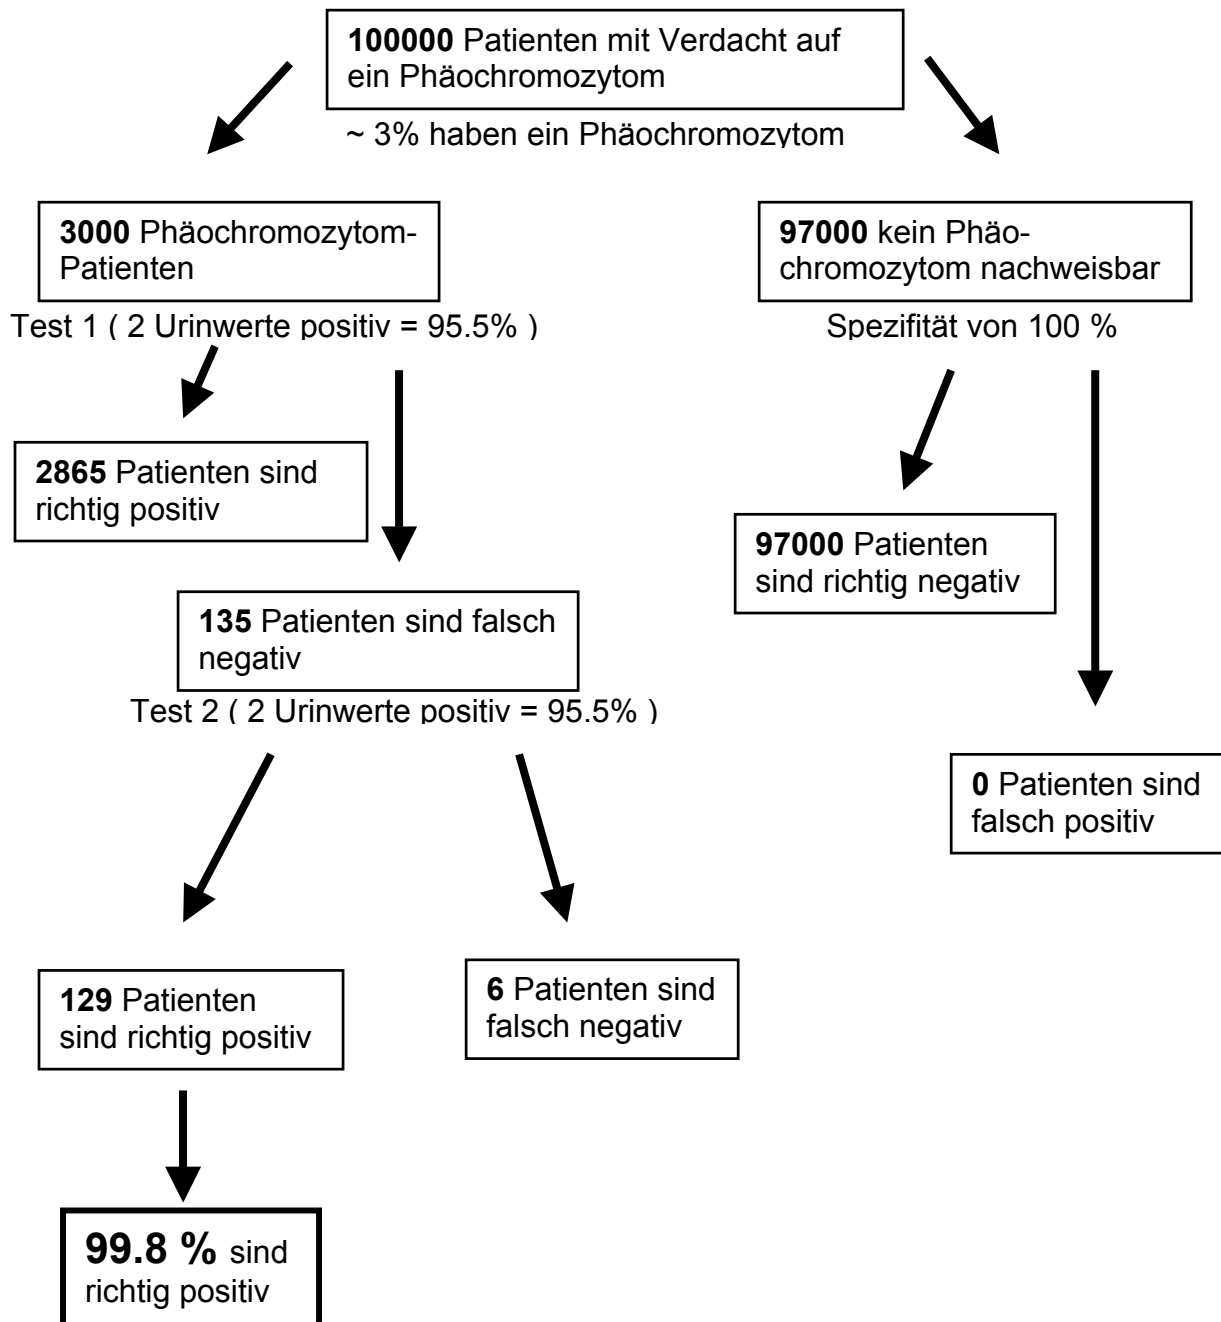 100000 Patienten mit Verdacht auf
ein Phäochromozytom
~ 3% haben ein Phäochromozytom
3000 Phäochromozytom-
Patienten
97000 kein Phäo-
chromozytom nachweisbar
Test 1 ( 2 Urinwerte positiv = 95.5% )
Spezifität von 100 %
2865 Patienten sind
richtig positiv
97000 Patienten
sind richtig negativ
135 Patienten sind falsch
negativ
Test 2 ( 2 Urinwerte positiv = 95.5% )
0 Patienten sind
falsch positiv
129 Patienten
sind richtig positiv
6 Patienten sind
falsch negativ
99.8 % sind
richtig positiv